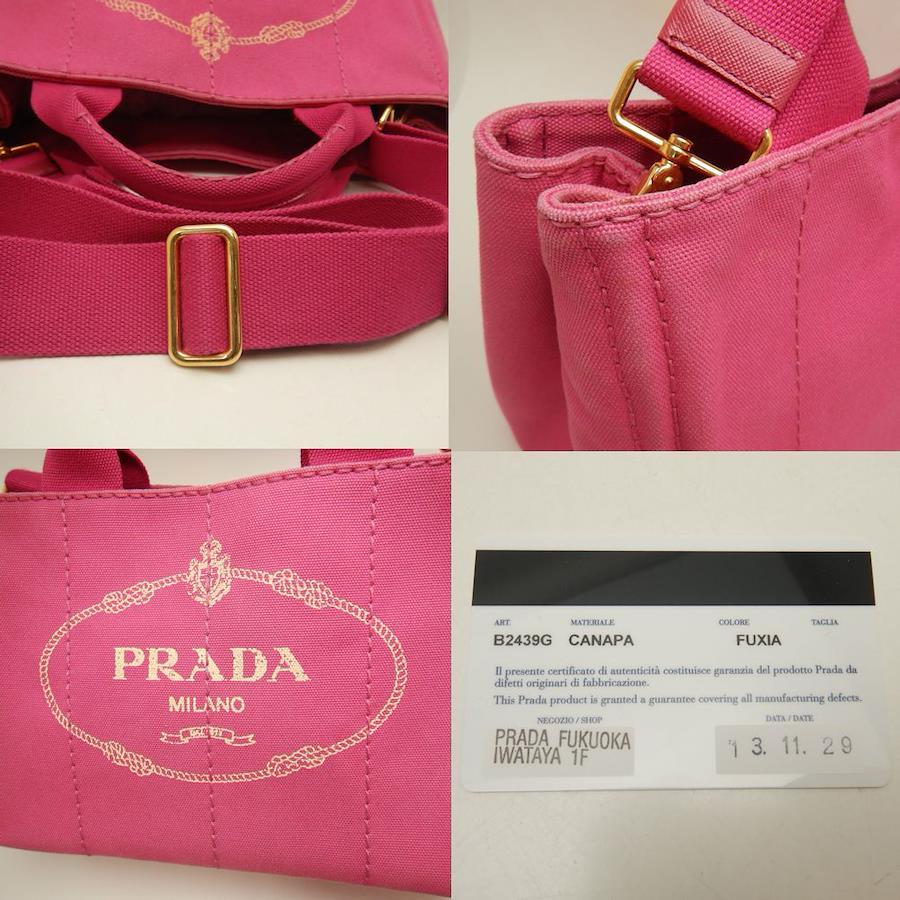 PRADA
MILANO
DAL 1913
ART. MATERIALE COLORE TAGLIA
B2439G CANAPA FUXIA
Il presente certificato di autenticità costituisce garanzia del prodotto Prada da
difetti originari di fabbricazione.
This Prada product is granted a guarantee covering all manufacturing defects.
NEGOZIO / SHOP DATA / DATE
PRADA FUKUOKA
IWATAYA 1F
'13. 11. 29